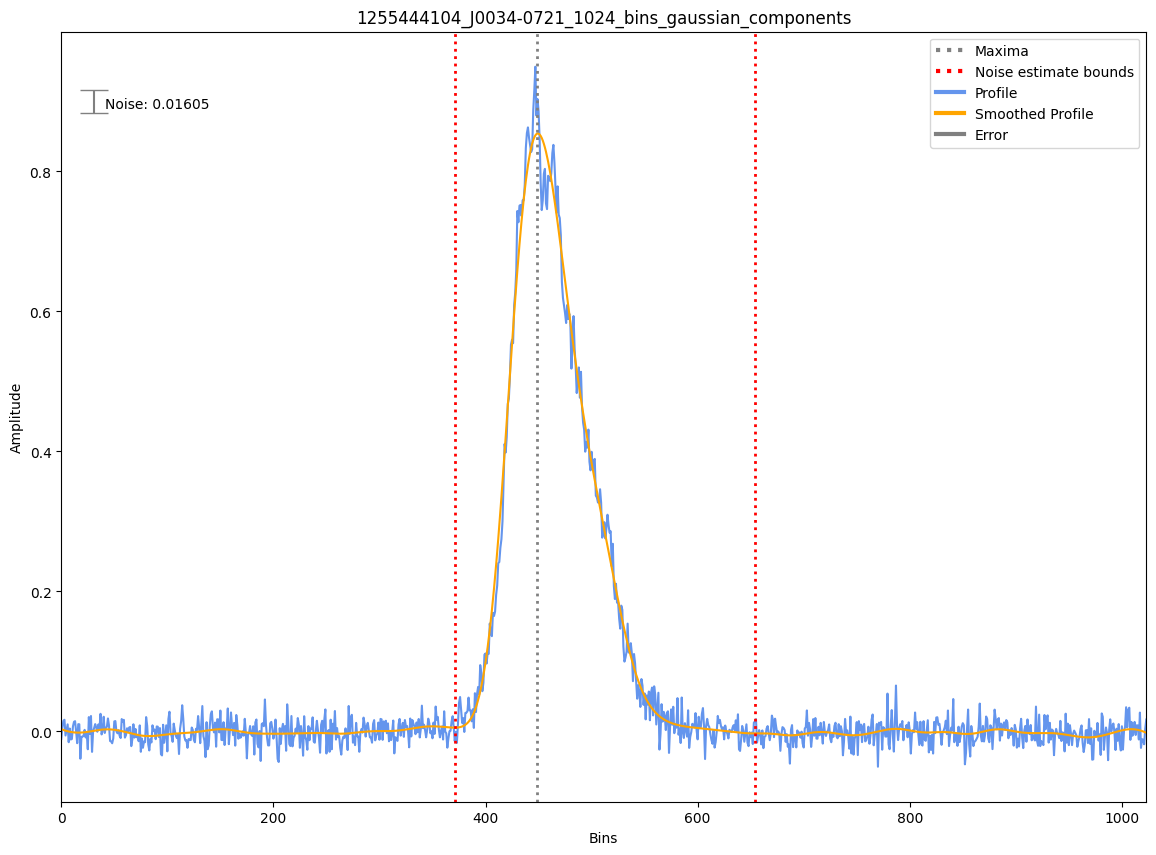 1255444104_J0034-0721_1024_bins_gaussian_components
Maxima
Noise estimate bounds
Profile
Smoothed Profile
Error
Noise: 0.01605
0.8
0.6
0.4
0.2
0.0
Amplitude
0 200 400 600 800 1000
Bins